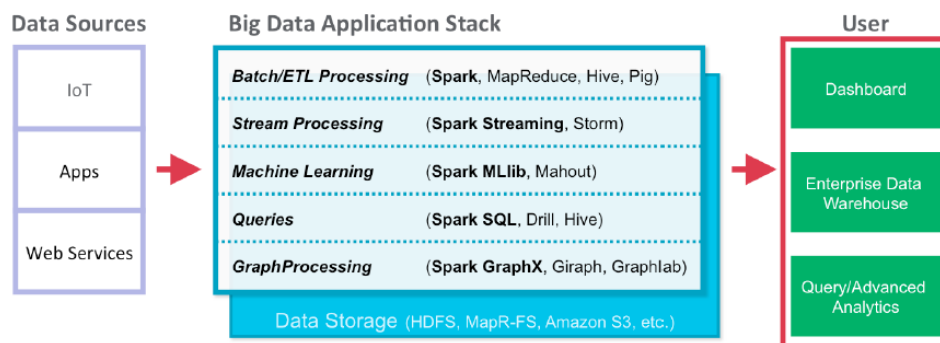 Data Sources
Big Data Application Stack
User
IoT
Apps
Web Services
Batch/ETL Processing (Spark, MapReduce, Hive, Pig)
Stream Processing (Spark Streaming, Storm)
Machine Learning (Spark MLlib, Mahout)
Queries (Spark SQL, Drill, Hive)
GraphProcessing (Spark GraphX, Giraph, Graphlab)
Data Storage (HDFS, MapR-FS, Amazon S3, etc.)
Dashboard
Enterprise Data
Warehouse
Query/Advanced
Analytics